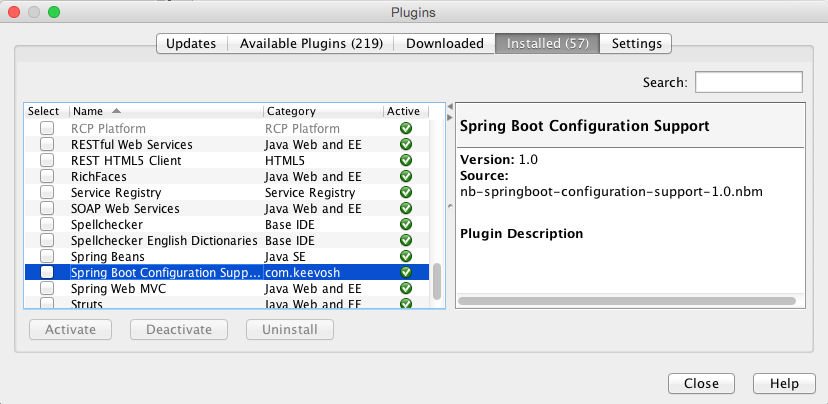 Plugins
Updates Available Plugins (219) Downloaded Installed (57) Settings
Search:
Select Name Category Active
RCP Platform RCP Platform
RESTful Web Services Java Web and EE
REST HTML5 Client HTML5
RichFaces Java Web and EE
Service Registry Service Registry
SOAP Web Services Java Web and EE
Spellchecker Base IDE
Spellchecker English Dictionaries Base IDE
Spring Beans Java SE
Spring Boot Configuration Supp... com.keevosh
Spring Web MVC Java Web and EE
Struts Java Web and EE
Spring Boot Configuration Support
Version: 1.0
Source:
nb-springboot-configuration-support-1.0.nbm
Plugin Description
Activate Deactivate Uninstall
Close Help